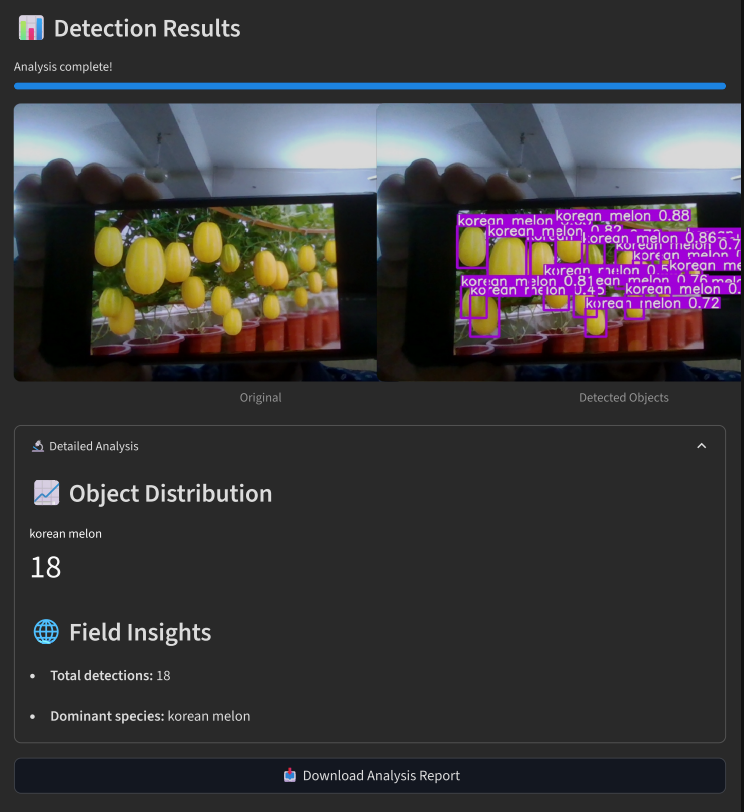 Detection Results
Analysis complete!
korean melon 0.88
korean melon
korean melon 0.82
korean melon 0.86
korean melon 0.7
korean melon
korean me
korean melon 0.5
korean melon 0.81
0.76
korean melon 0.45
korean melon 0.
korean melon 0.72
Original
Detected Objects
Detailed Analysis
Object Distribution
korean melon
18
Field Insights
Total detections: 18
Dominant species: korean melon
Download Analysis Report